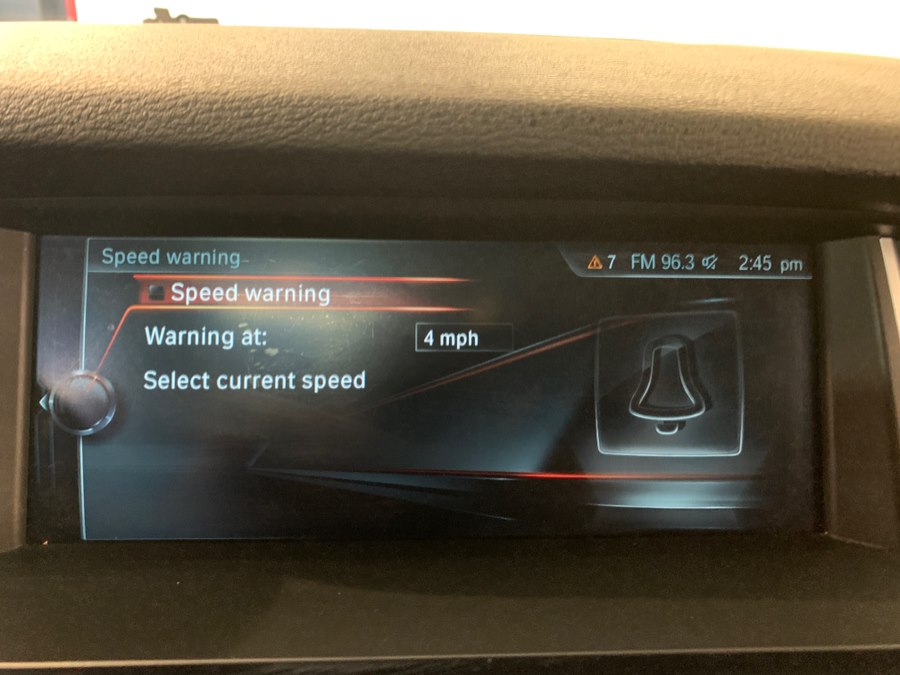 Speed warning
7 FM 96.3 2:45 pm
Speed warning
Warning at: 4 mph
Select current speed